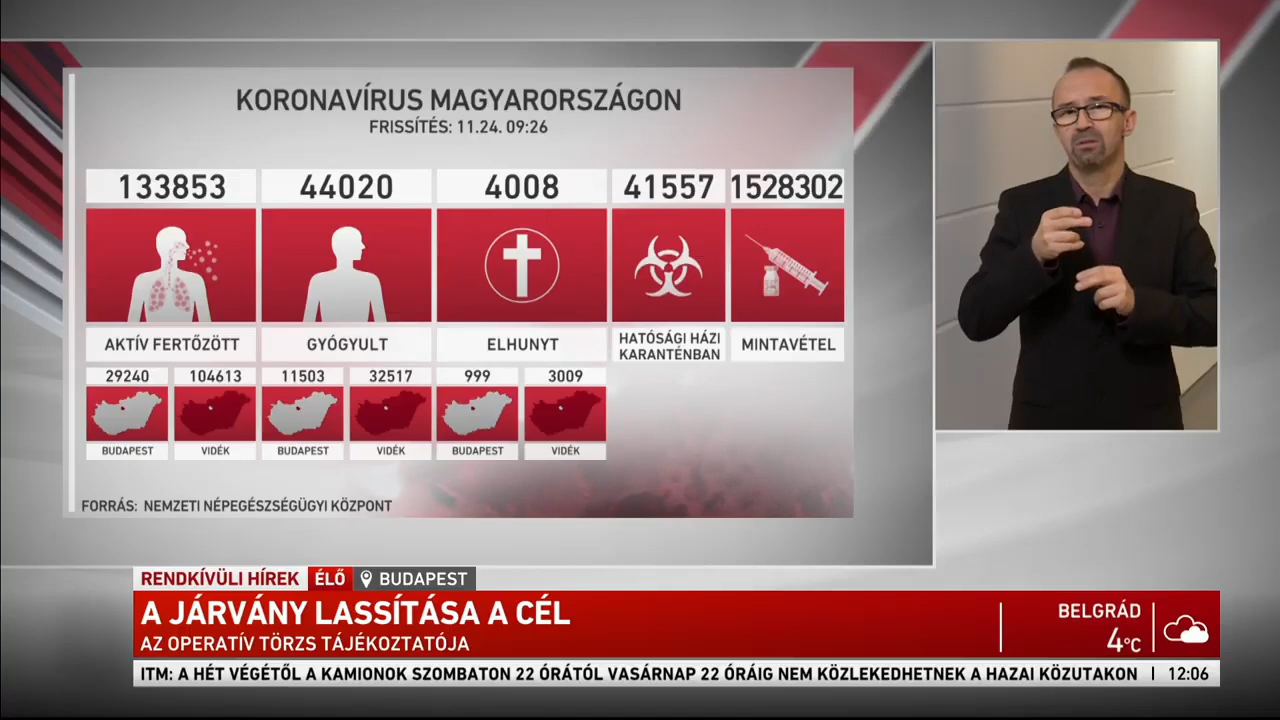 KORONAVÍRUS MAGYARORSZÁGON
FRISSÍTÉS: 11.24. 09:26
133853 44020 4008 41557 1528302
AKTÍV FERTŐZÖTT GYÓGYULT ELHUNYT HATÓSÁGI HÁZI KARANTÉNBAN MINTAVÉTEL
29240 104613 11503 32517 999 3009
BUDAPEST VIDÉK BUDAPEST VIDÉK BUDAPEST VIDÉK
FORRÁS: NEMZETI NÉPEGÉSZSÉGÜGYI KÖZPONT
RENDKÍVÜLI HÍREK ÉLŐ BUDAPEST
A JÁRVÁNY LASSÍTÁSA A CÉL
AZ OPERATÍV TÖRZS TÁJÉKOZTATÓJA
BELGRÁD
4°C
ITM: A HÉT VÉGÉTŐL A KAMIONOK SZOMBATON 22 ÓRÁTÓL VASÁRNAP 22 ÓRÁIG NEM KÖZLEKEDHETNEK A HAZAI KÖZUTAKON | 12:06